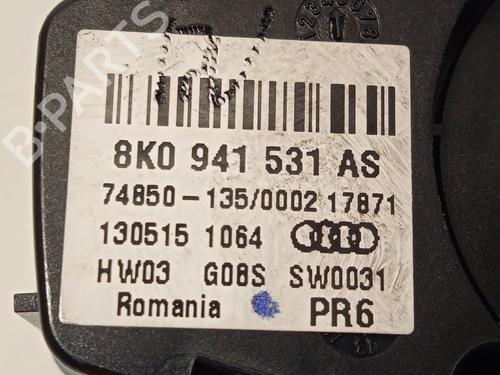 B-PARTS
8K0 941 531 AS
74850-135/0002 17871
130515 1064
HW03 G08S SW0031
Romania PR6